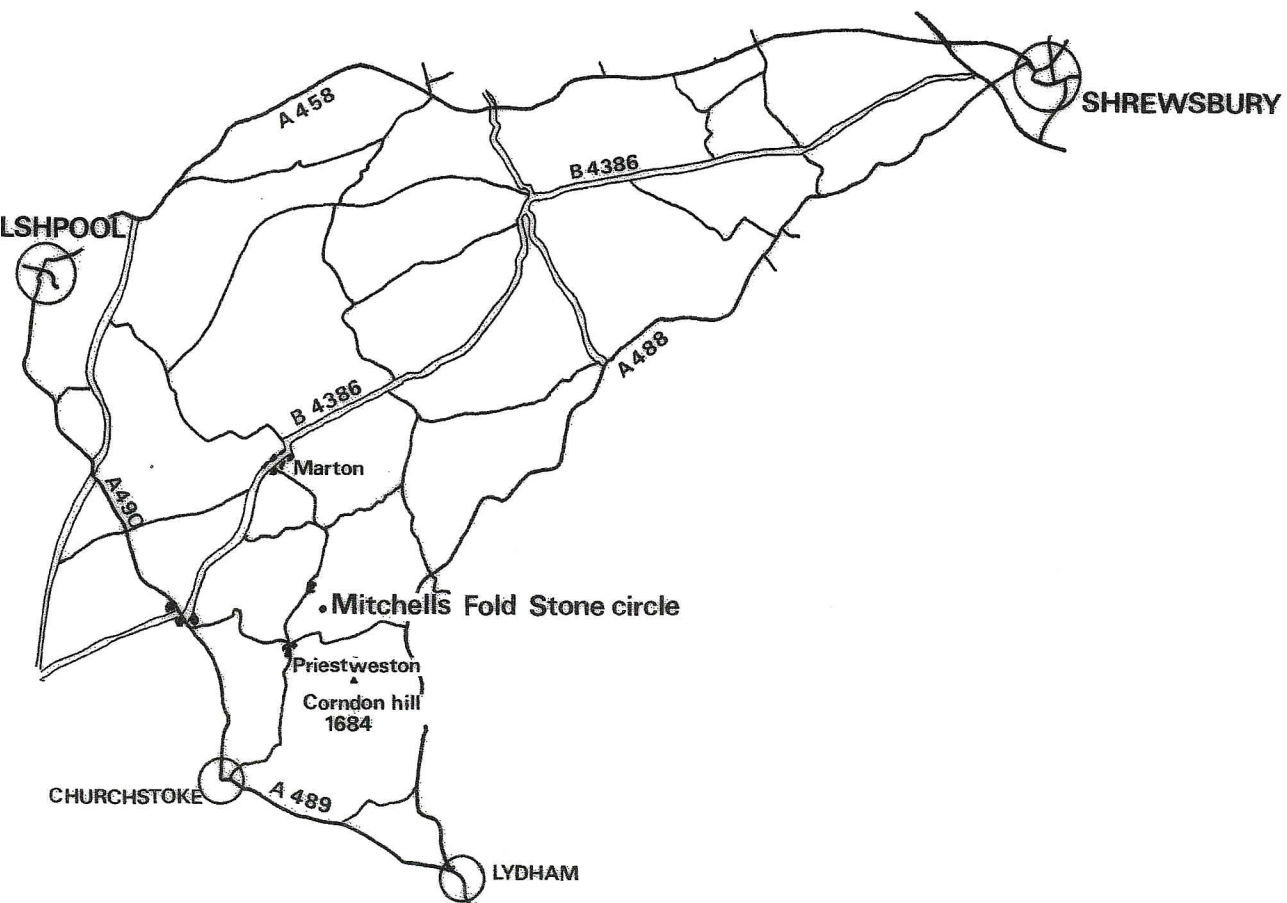 SHREWSBURY
A 458
B 4386
LSHPOOL
A 488
B 4386
Marton
A490
Mitchells Fold Stone circle
Priestweston
Corndon hill
1684
CHURCHSTOKE
A 489
LYDHAM